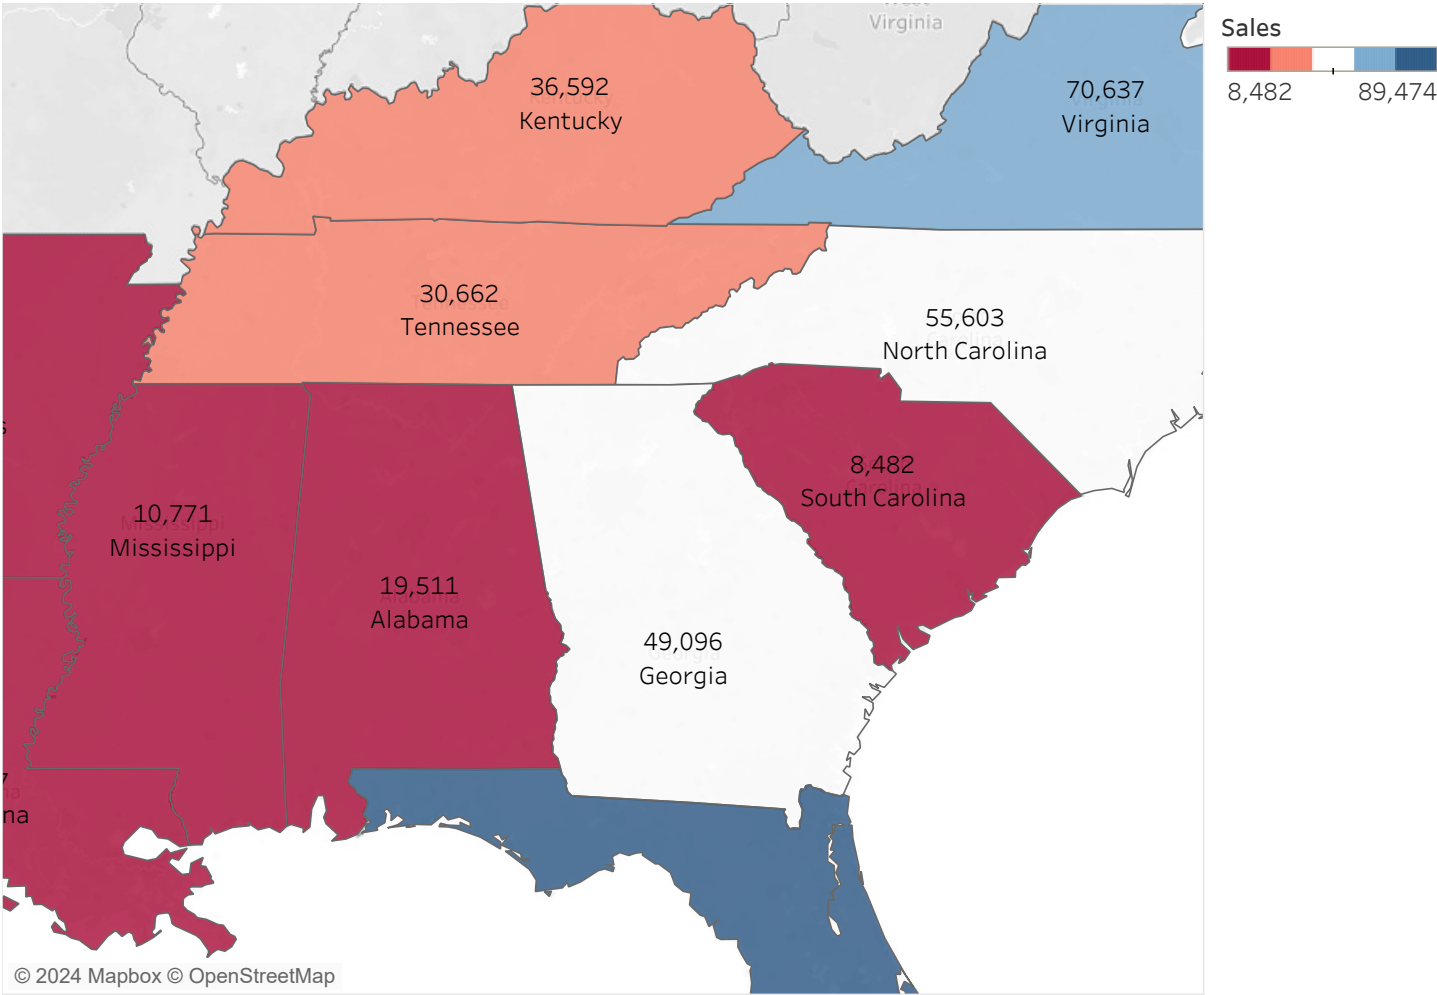 Virginia
Sales
8,482 89,474
36,592
Kentucky
70,637
Virginia
30,662
Tennessee
55,603
North Carolina
8,482
South Carolina
10,771
Mississippi
19,511
Alabama
49,096
Georgia
7
na
© 2024 Mapbox © OpenStreetMap